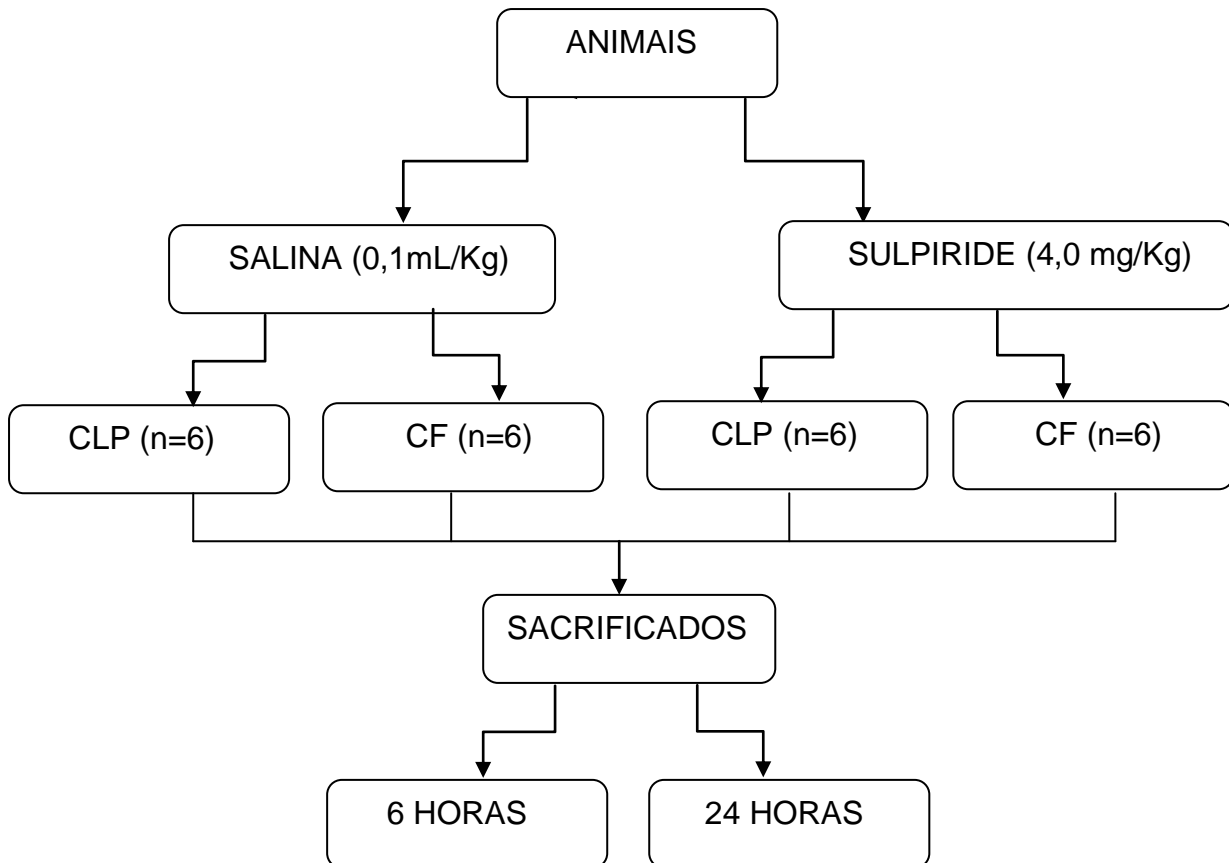 ANIMAIS
SALINA (0,1mL/Kg)
SULPIRIDE (4,0 mg/Kg)
CLP (n=6)
CF (n=6)
CLP (n=6)
CF (n=6)
SACRIFICADOS
6 HORAS
24 HORAS